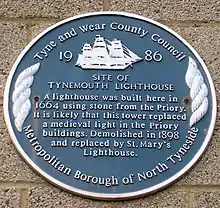 Tyne and Wear County Council
1986
SITE OF
TYNEMOUTH LIGHTHOUSE
A lighthouse was built here in
1664 using stone from the Priory.
It is likely that this tower replaced
a medieval light in the Priory
buildings. Demolished in 1898
and replaced by St. Mary's
Lighthouse.
Metropolitan Borough of North Tyneside